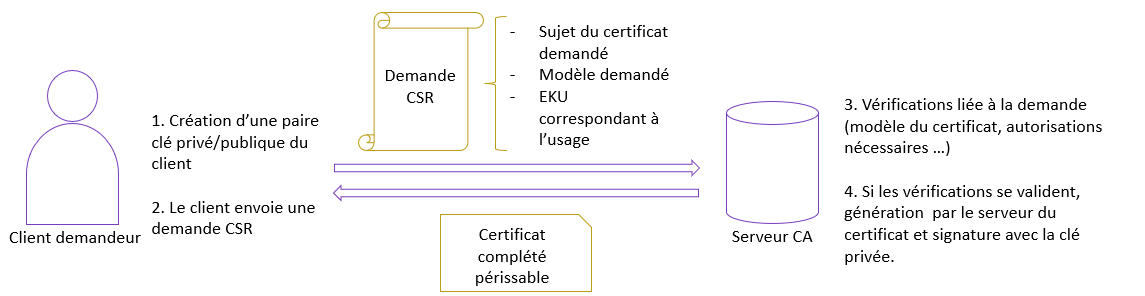 Client demandeur
1. Création d’une paire
clé privé/publique du
client
2. Le client envoie une
demande CSR
Demande
CSR
- Sujet du certificat
demandé
- Modèle demandé
- EKU
correspondant à
l’usage
Certificat
complété
périssable
Serveur CA
3. Vérifications liée à la demande
(modèle du certificat, autorisations
nécessaires …)
4. Si les vérifications se valident,
génération  par le serveur du
certificat et signature avec la clé
privée.